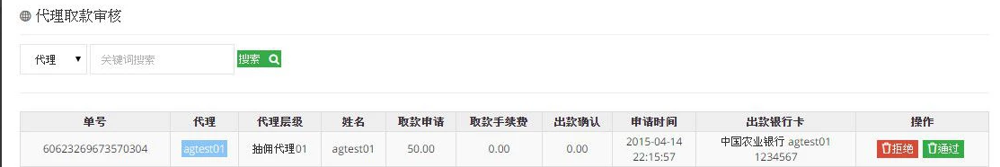 代理取款审核
代理 关键词搜索 搜索
单号 代理 代理层级 姓名 取款申请 取款手续费 出款确认 申请时间 出款银行卡 操作
60623269673570304 agtest01 抽佣代理01 agtest01 50.00 0.00 0.00 2015-04-14 22:15:57 中国农业银行 agtest01 1234567 拒绝 通过